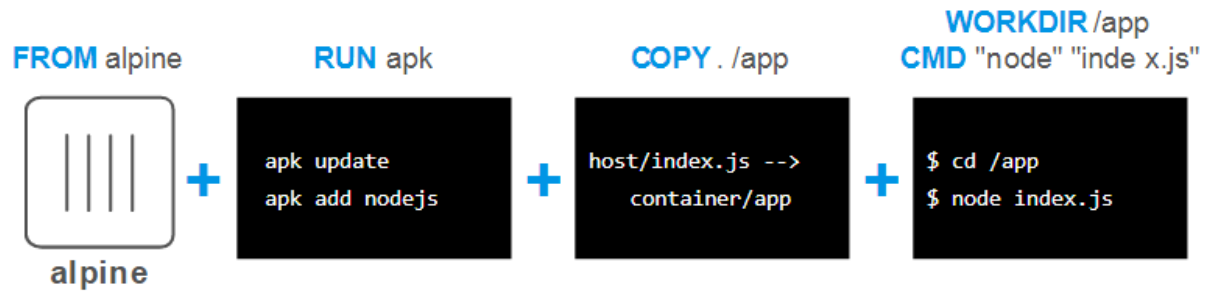 FROM alpine
RUN apk
COPY . /app
WORKDIR /app
CMD "node" "inde x.js"
alpine
+
apk update
apk add nodejs
+
host/index.js -->
container/app
+
$ cd /app
$ node index.js